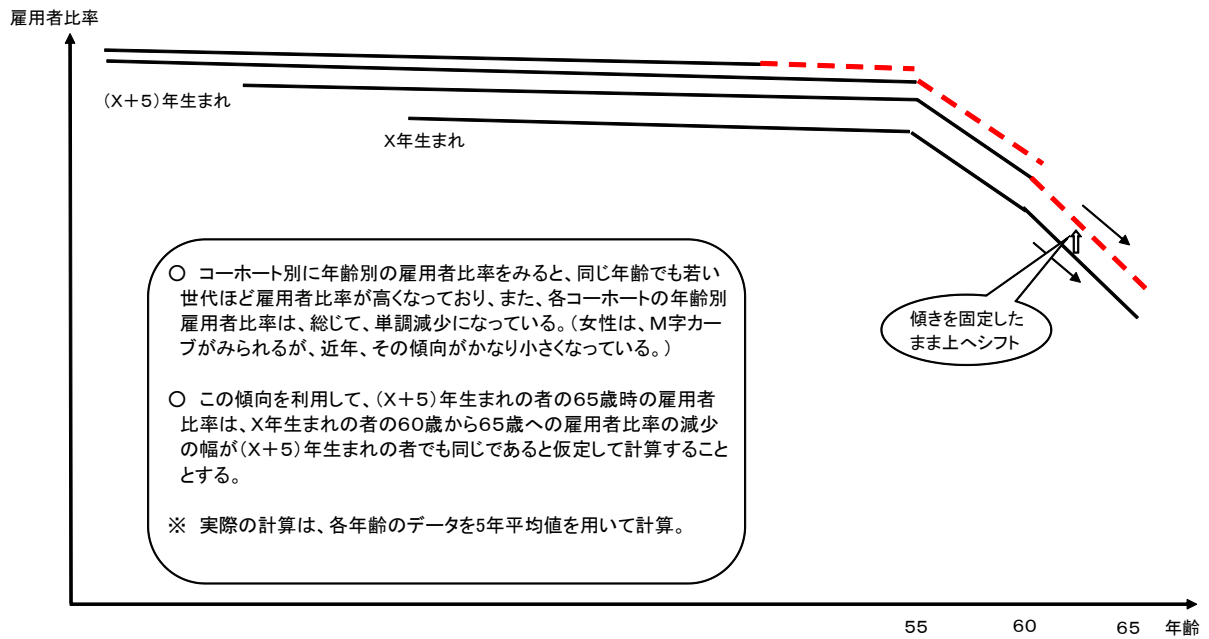 雇用者比率
(X+5)年生まれ
X年生まれ
○ コーホート別に年齢別の雇用者比率をみると、同じ年齢でも若い
世代ほど雇用者比率が高くなっており、また、各コーホートの年齢別
雇用者比率は、総じて、単調減少になっている。(女性は、M字カー
ブがみられるが、近年、その傾向がかなり小さくなっている。)
○ この傾向を利用して、(X+5)年生まれの者の65歳時の雇用者
比率は、X年生まれの者の60歳から65歳への雇用者比率の減少
の幅が(X+5)年生まれの者でも同じであると仮定して計算すること
とする。
※ 実際の計算は、各年齢のデータを5年平均値を用いて計算。
傾きを固定した
まま上へシフト
55 60 65 年齢